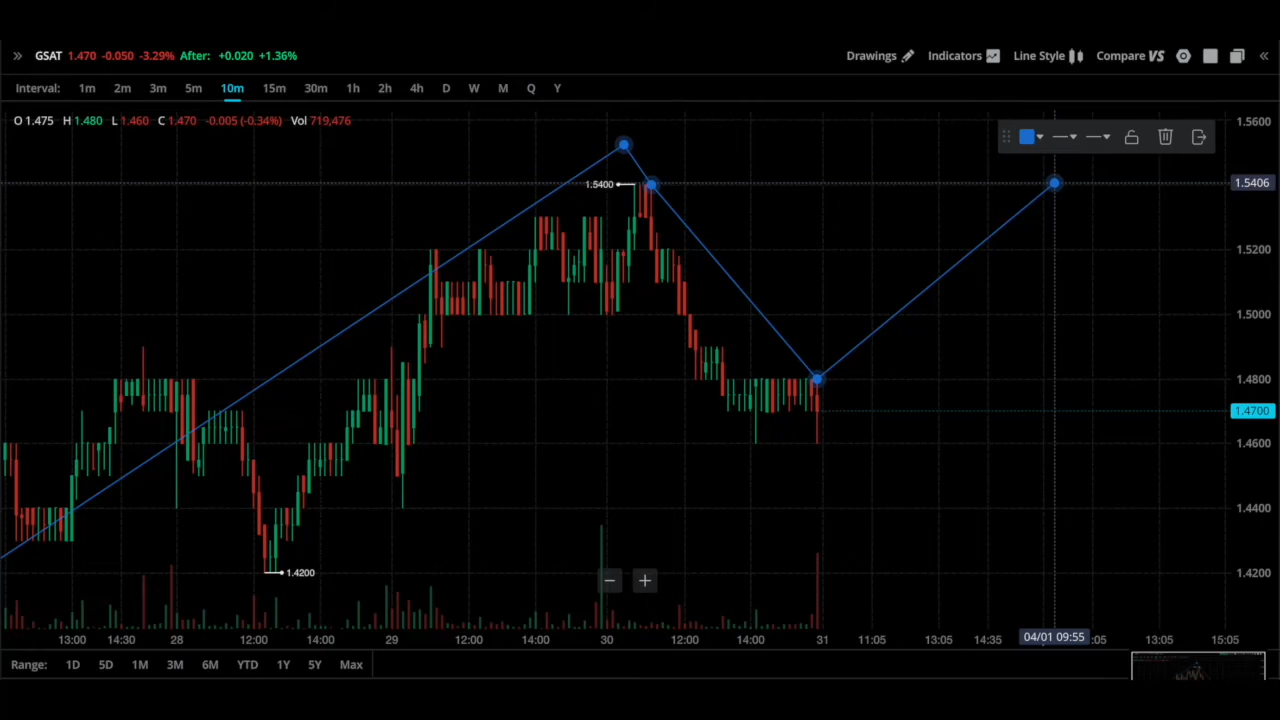 GSAT 1.470 -0.050 -3.29% After: +0.020 +1.36% Drawings Indicators Line Style Compare VS
Interval: 1m 2m 3m 5m 10m 15m 30m 1h 2h 4h D W M Q Y
O 1.475 H 1.480 L 1.460 C 1.470 -0.005 (-0.34%) Vol 719,476
1.5600
1.5400
1.5406
1.5200
1.5000
1.4800
1.4700
1.4600
1.4400
1.4200
1.4200
13:00 14:30 28 12:00 14:00 29 12:00 14:00 30 12:00 14:00 31 11:05 13:05 14:35 04/01 09:55 :05 13:05 15:05
Range: 1D 5D 1M 3M 6M YTD 1Y 5Y Max